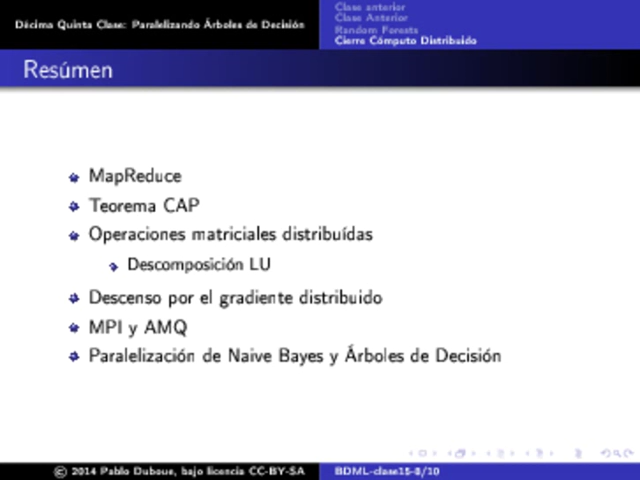 Décima Quinta Clase: Paralelizando Árboles de Decisión
Clase anterior
Clase Anterior
Random Forests
Cierre Cómputo Distribuido
Resúmen
MapReduce
Teorema CAP
Operaciones matriciales distribuídas
Descomposición LU
Descenso por el gradiente distribuido
MPI y AMQ
Paralelización de Naive Bayes y Árboles de Decisión
© 2014 Pablo Duboue, bajo licencia CC-BY-SA
BDML-clase15-8/10